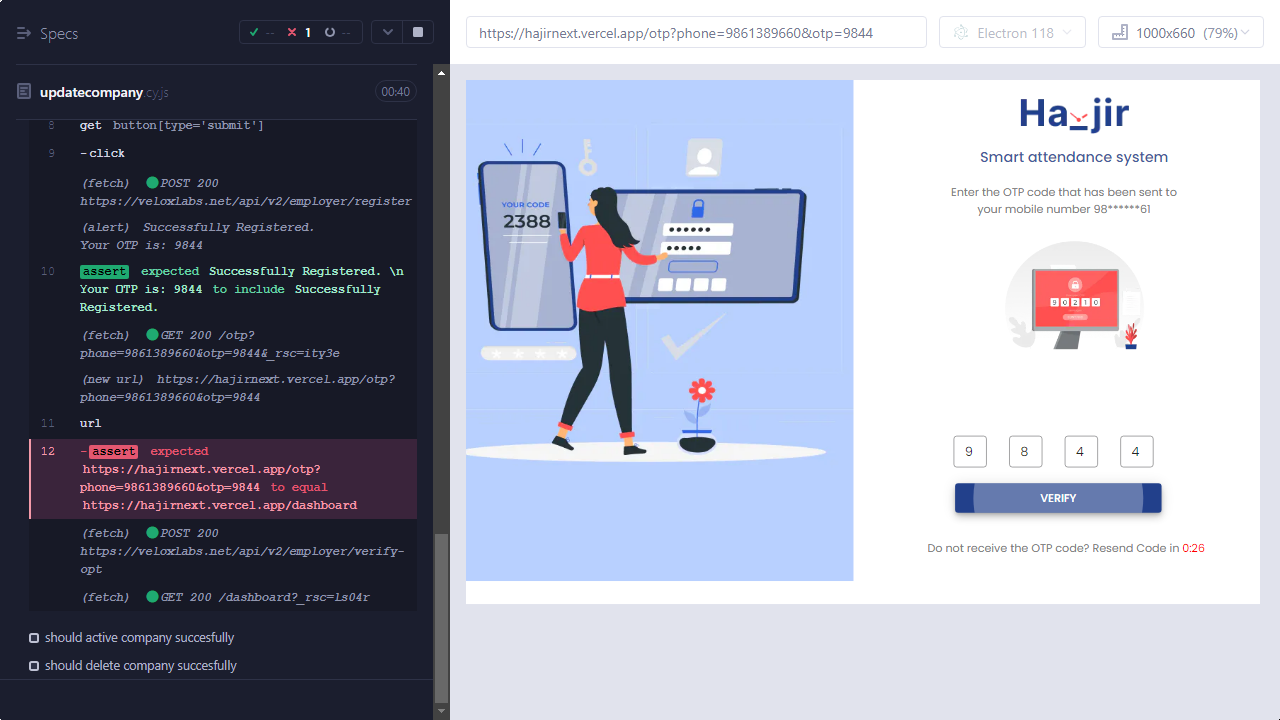 Specs
-- 1 --
updatecompany.cy.js
00:40
8 get button[type='submit']
9 -click
(fetch) POST 200
https://veloxlabs.net/api/v2/employer/register
(alert) Successfully Registered.
Your OTP is: 9844
10 assert expected Successfully Registered. \n
Your OTP is: 9844 to include Successfully
Registered.
(fetch) GET 200 /otp?
phone=9861389660&otp=9844&_rsc=ity3e
(new url) https://hajirnext.vercel.app/otp?
phone=9861389660&otp=9844
11 url
12 -assert expected
https://hajirnext.vercel.app/otp?
phone=9861389660&otp=9844 to equal
https://hajirnext.vercel.app/dashboard
(fetch) POST 200
https://veloxlabs.net/api/v2/employer/verify-
opt
(fetch) GET 200 /dashboard?_rsc=ls04r
should active company succesfully
should delete company succesfully
https://hajirnext.vercel.app/otp?phone=9861389660&otp=9844
Electron 118
1000x660 (79%)
YOUR CODE
2388
Hajir
Smart attendance system
Enter the OTP code that has been sent to
your mobile number 98******61
90210
9 8 4 4
VERIFY
Do not receive the OTP code? Resend Code in 0:26